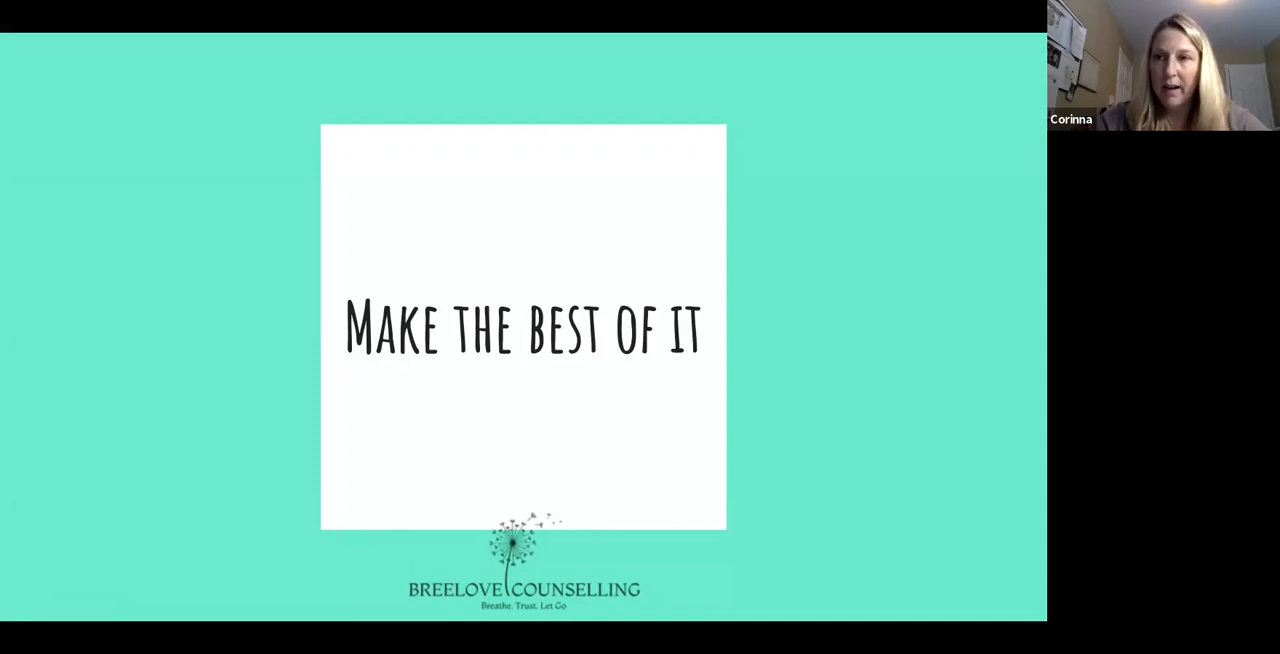 Corinna
Make the best of it
BREELOVE COUNSELLING
Breathe. Trust. Let Go